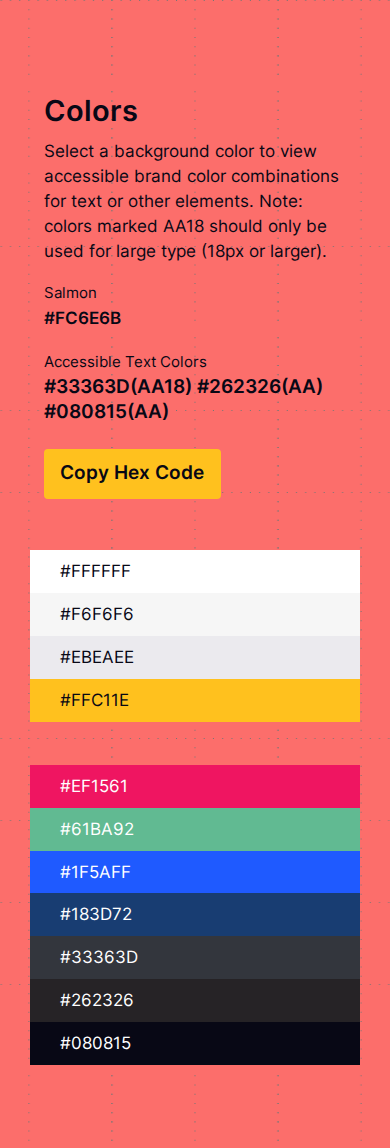 Colors
Select a background color to view
accessible brand color combinations
for text or other elements. Note:
colors marked AA18 should only be
used for large type (18px or larger).
Salmon
#FC6E6B
Accessible Text Colors
#33363D(AA18) #262326(AA)
#080815(AA)
Copy Hex Code
#FFFFFF
#F6F6F6
#EBEAEE
#FFC11E
#EF1561
#61BA92
#1F5AFF
#183D72
#33363D
#262326
#080815